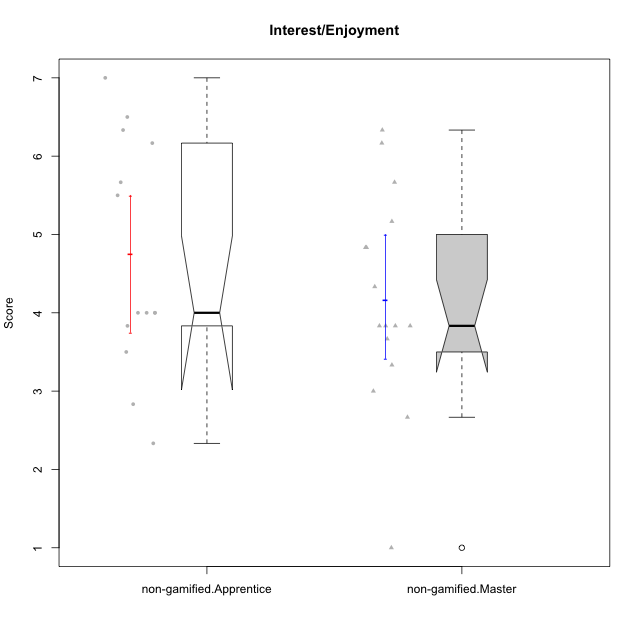 Interest/Enjoyment
Score
7
6
5
4
3
2
1
non-gamified.Apprentice
non-gamified.Master